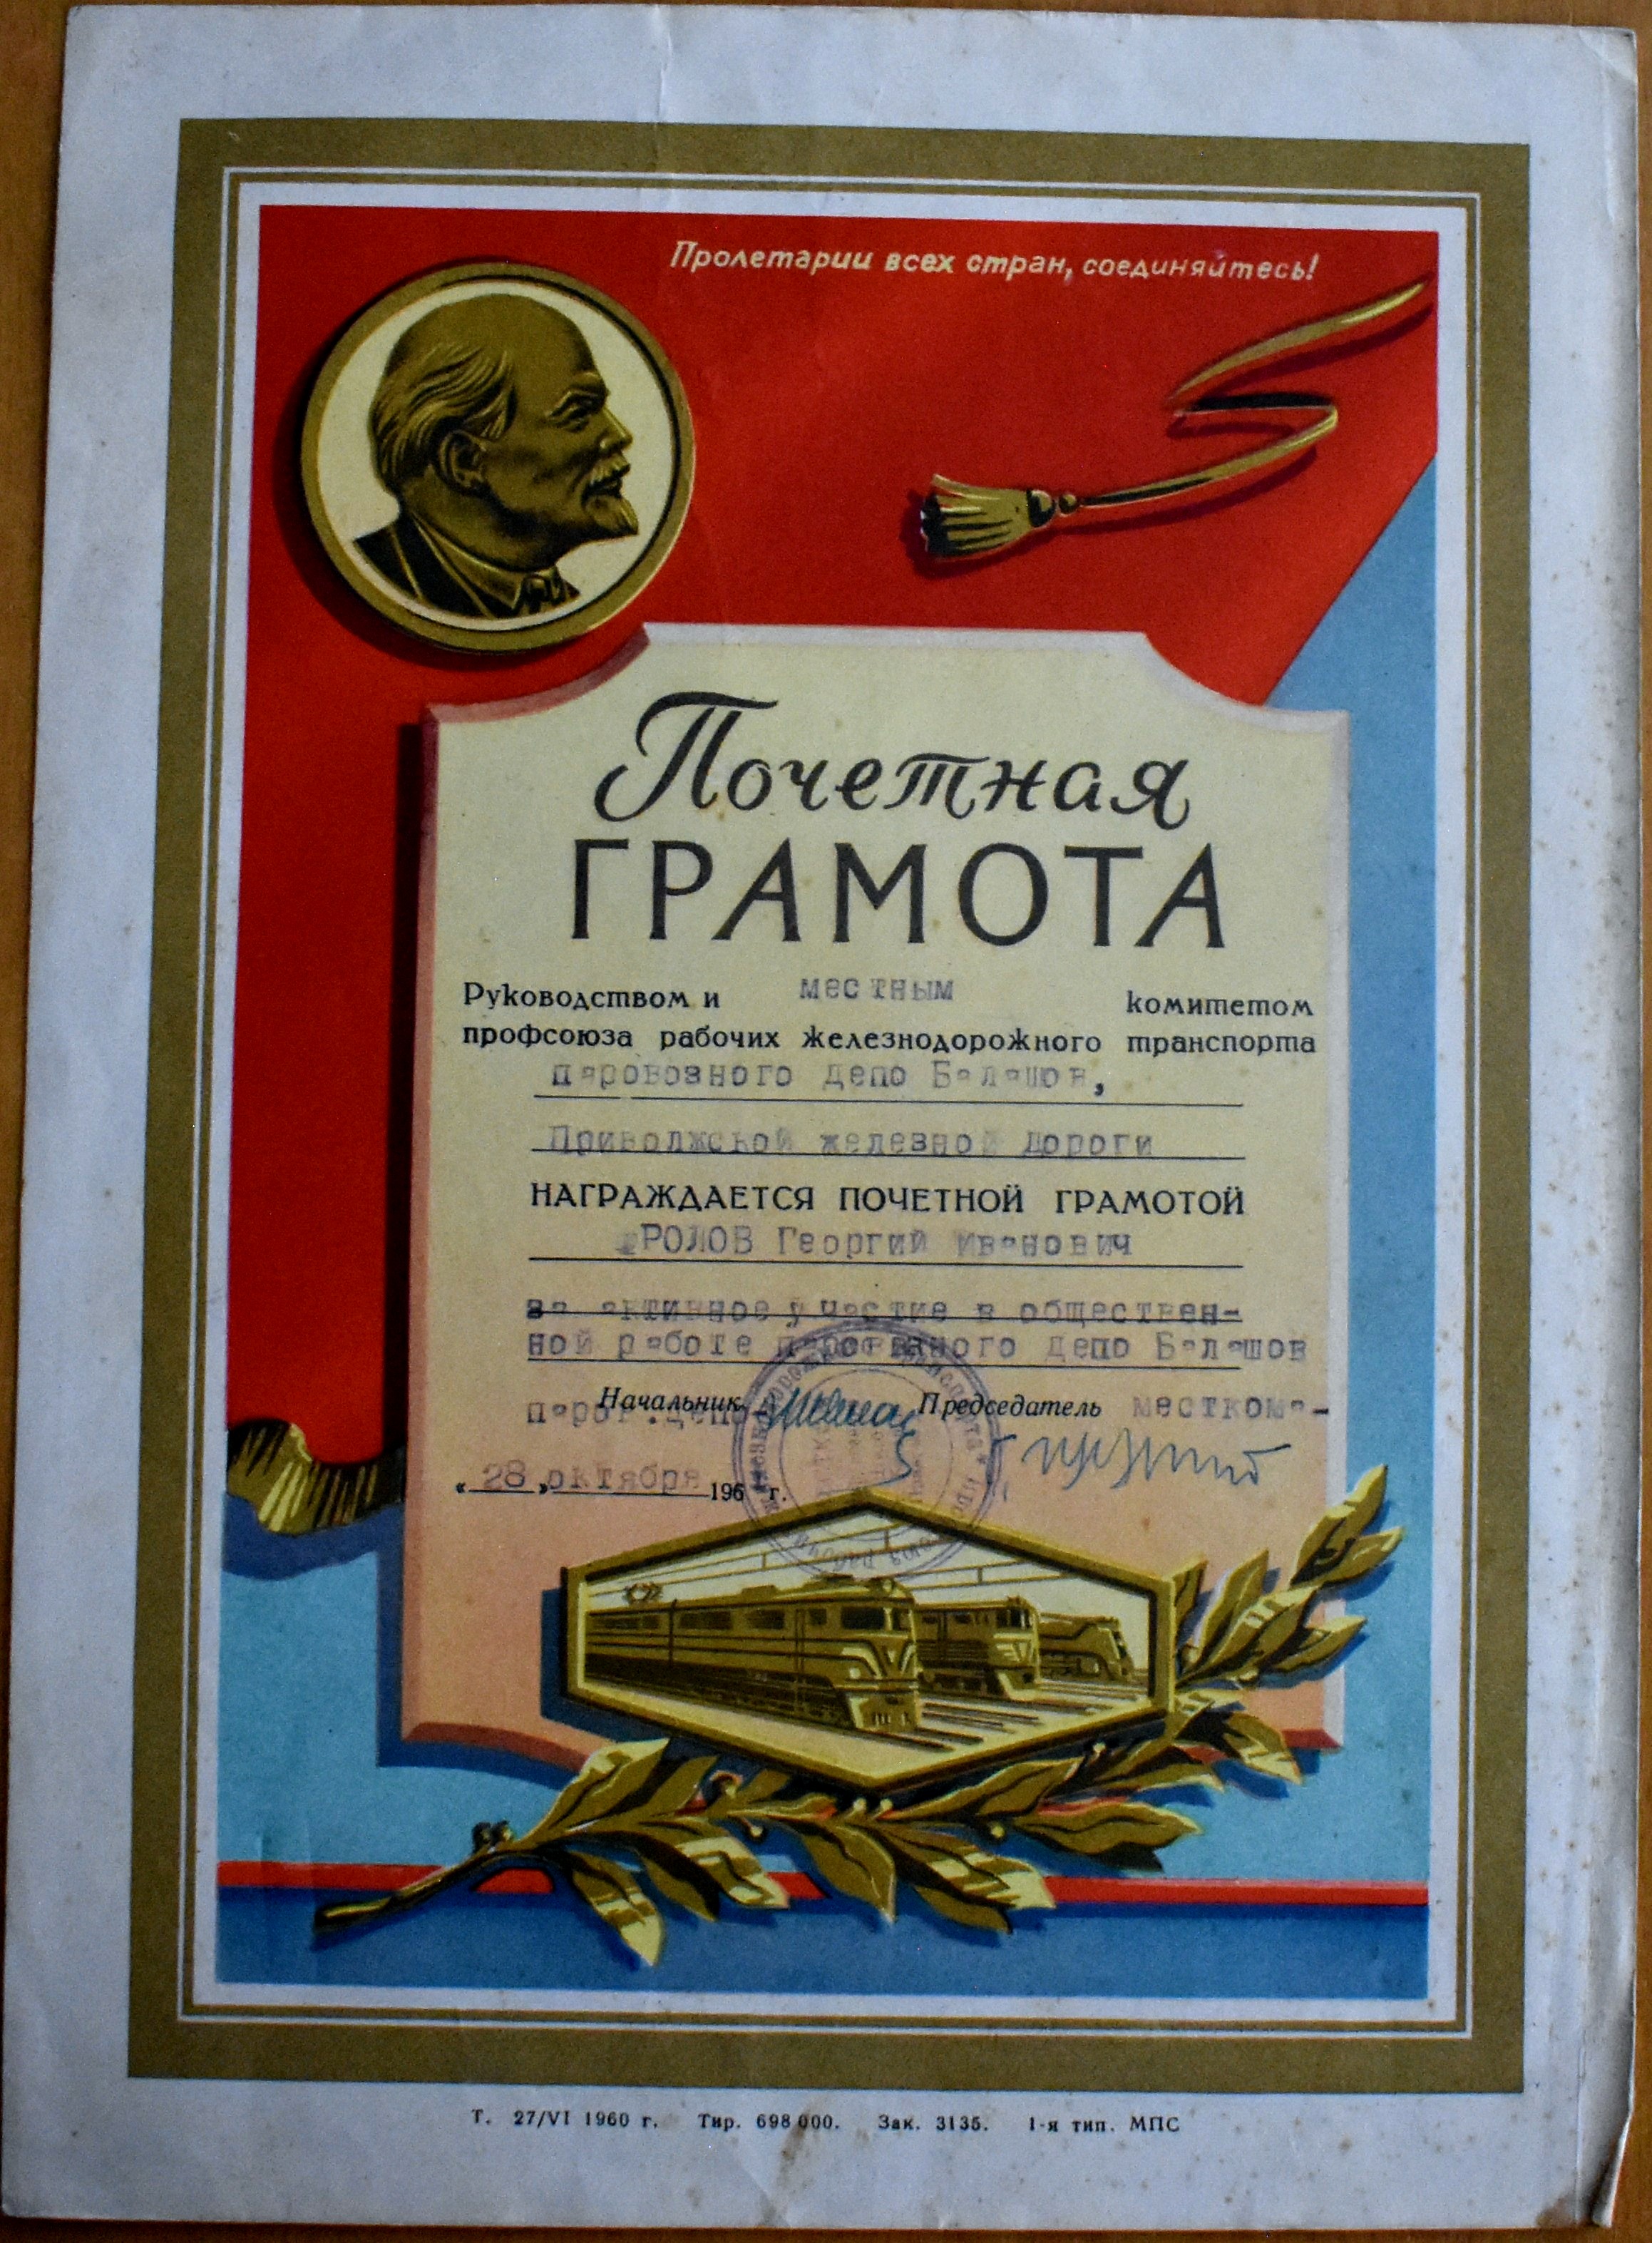 Пролетарии всех стран, соединяйтесь!
Почетная
ГРАМОТА
Руководством и местным комитетом
профсоюза рабочих железнодорожного транспорта
паровозного депо Балашов,
Приволжской железной дороги
НАГРАЖДАЕТСЯ ПОЧЕТНОЙ ГРАМОТОЙ
ФРОЛОВ Георгий Иванович
за активное участие в обществен-
ной работе паровозного депо Балашов
Начальник Председатель месткома-
паров.депо
"28" октября 196 г.
Т. 27/VI 1960 г. Тир. 698 000. Зак. 3135. 1-я тип. МПС